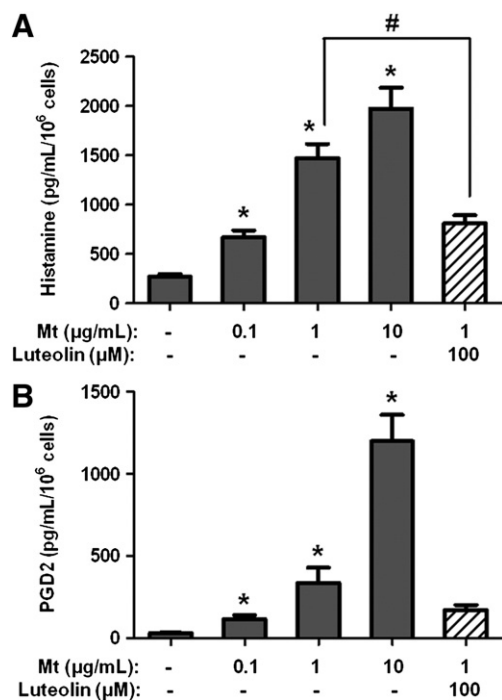 A
#
Histamine (pg/mL/10⁶ cells)
2500
2000
1500
1000
500
0
* * *
Mt (µg/mL): - 0.1 1 10 1
Luteolin (µM): - - - - 100
B
PGD2 (pg/mL/10⁶ cells)
1500
1000
500
0
* * *
Mt (µg/mL): - 0.1 1 10 1
Luteolin (µM): - - - - 100